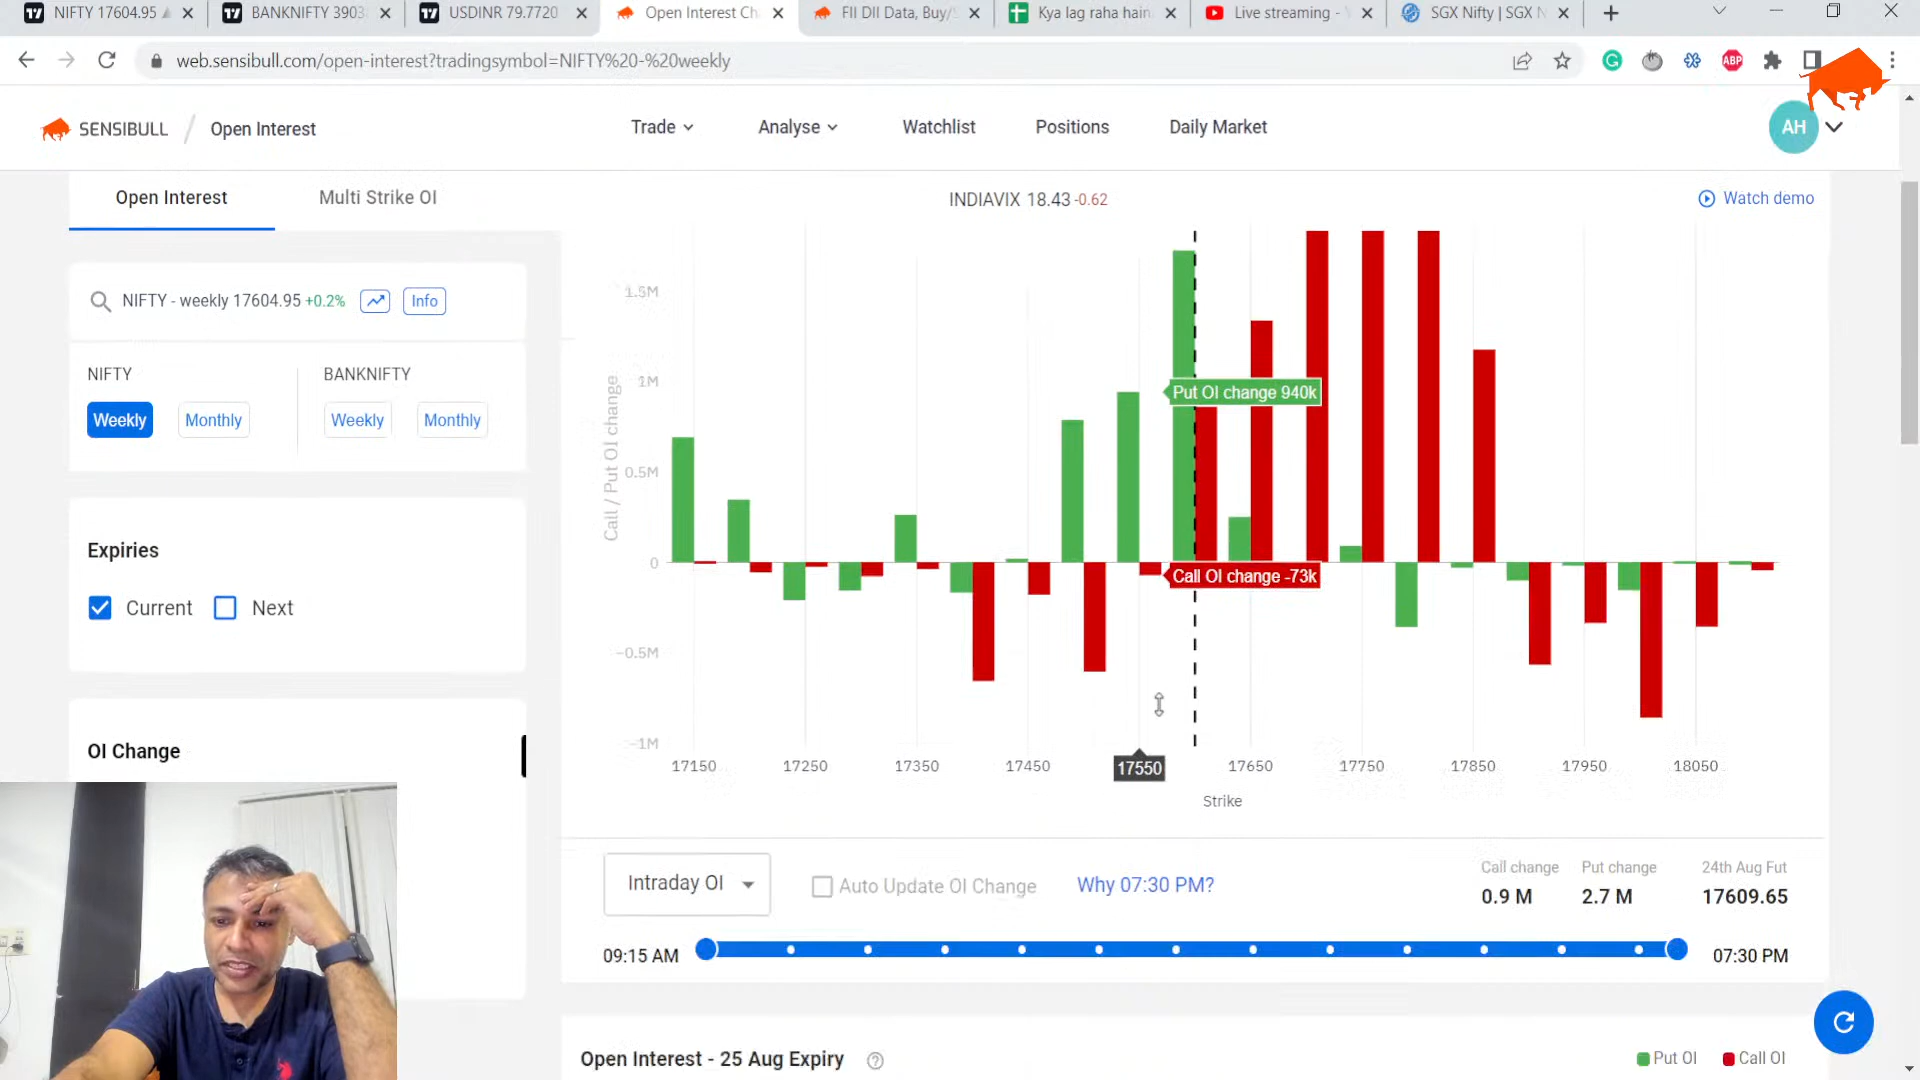 NIFTY 17604.95
BANKNIFTY 3903
USDINR 79.7720
Open Interest Ch
FII DII Data, Buy/S
Kya lag raha hain
Live streaming -
SGX Nifty | SGX N
web.sensibull.com/open-interest?tradingsymbol=NIFTY%20-%20weekly
ABP
SENSIBULL / Open Interest
Trade
Analyse
Watchlist
Positions
Daily Market
AH
Open Interest
Multi Strike OI
INDIAVIX 18.43 -0.62
Watch demo
NIFTY - weekly 17604.95 +0.2%
Info
NIFTY
BANKNIFTY
Weekly
Monthly
Weekly
Monthly
Expiries
Current
Next
OI Change
Call / Put OI change
1.5M
1M
0.5M
0
−0.5M
−1M
Put OI change 940k
Call OI change -73k
17150
17250
17350
17450
17550
17650
17750
17850
17950
18050
Strike
Intraday OI
Auto Update OI Change
Why 07:30 PM?
Call change
0.9 M
Put change
2.7 M
24th Aug Fut
17609.65
09:15 AM
07:30 PM
Open Interest - 25 Aug Expiry
Put OI
Call OI